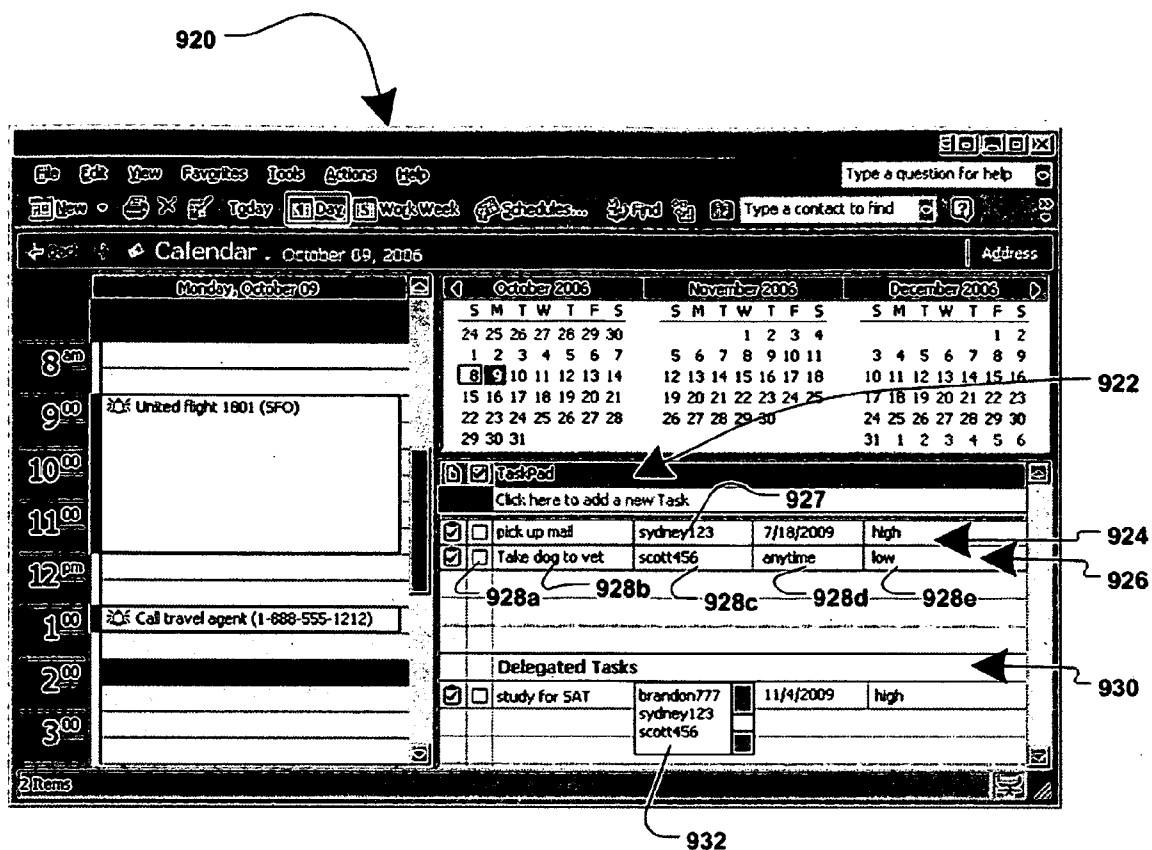 920
File Edit View Favorites Tools Actions Help
Type a question for help
New Today Day Work Week Schedules... Find Type a contact to find
Back Calendar . October 09, 2006 Address
Monday, October 09
8 am
9 00 United flight 1801 (SFO)
10 00
11 00
12 pm
1 00 Call travel agent (1-888-555-1212)
2 00
3 00
October 2006 November 2006 December 2006
S M T W T F S S M T W T F S S M T W T F S
24 25 26 27 28 29 30 1 2 3 4 1 2
1 2 3 4 5 6 7 5 6 7 8 9 10 11 3 4 5 6 7 8 9
8 9 10 11 12 13 14 12 13 14 15 16 17 18 10 11 12 13 14 15 16
15 16 17 18 19 20 21 19 20 21 22 23 24 25 17 18 19 20 21 22 23
22 23 24 25 26 27 28 26 27 28 29 30 24 25 26 27 28 29 30
29 30 31 31 1 2 3 4 5 6
922
TaskPad
Click here to add a new Task 927
pick up mail sydney123 7/18/2009 high 924
Take dog to vet scott456 anytime low 926
928a 928b 928c 928d 928e
Delegated Tasks 930
study for SAT brandon777 11/4/2009 high
sydney123
scott456
2 Items
932